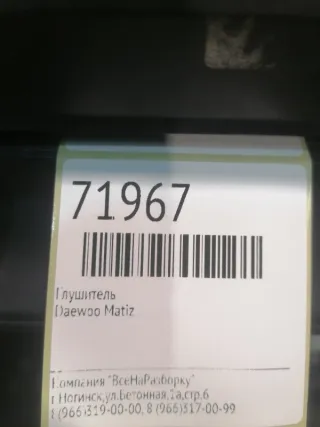 71967
Глушитель
Daewoo Matiz
Компания "ВсеНаРазборку"
г.Ногинск,ул.Бетонная,1а,стр.6
8 (966)319-00-00, 8 (966)317-00-99